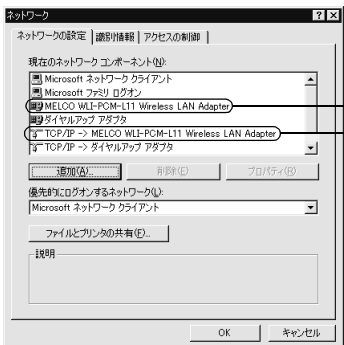 ネットワーク
ネットワークの設定 識別情報 アクセスの制御
現在のネットワーク コンポーネント(N):
Microsoft ネットワーク クライアント
Microsoft ファミリ ログオン
MELCO WLI-PCM-L11 Wireless LAN Adapter
ダイヤルアップ アダプタ
TCP/IP -> MELCO WLI-PCM-L11 Wireless LAN Adapter
TCP/IP -> ダイヤルアップ アダプタ
追加(A)... 削除(E) プロパティ(R)
優先的にログオンするネットワーク(L):
Microsoft ネットワーク クライアント
ファイルとプリンタの共有(F)...
説明
OK キャンセル